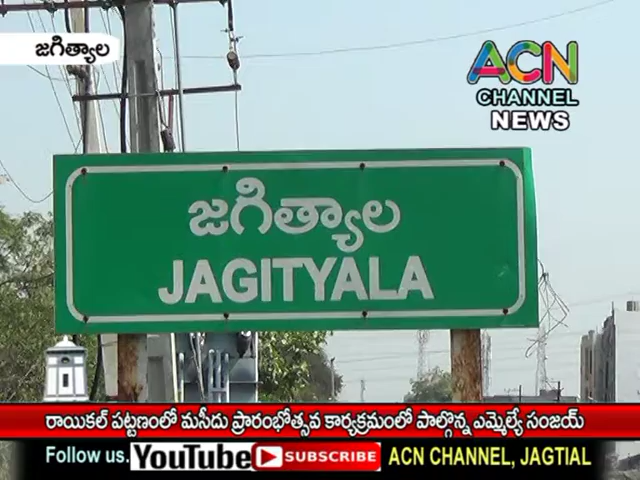 జగిత్యాల
ACN
CHANNEL
NEWS
జగిత్యాల
JAGITYALA
రాయికల్ పట్టణంలో మసీదు ప్రారంభోత్సవ కార్యక్రమంలో పాల్గొన్న ఎమ్మెల్యే సంజయ్
Follow us. YouTube SUBSCRIBE ACN CHANNEL, JAGTIAL